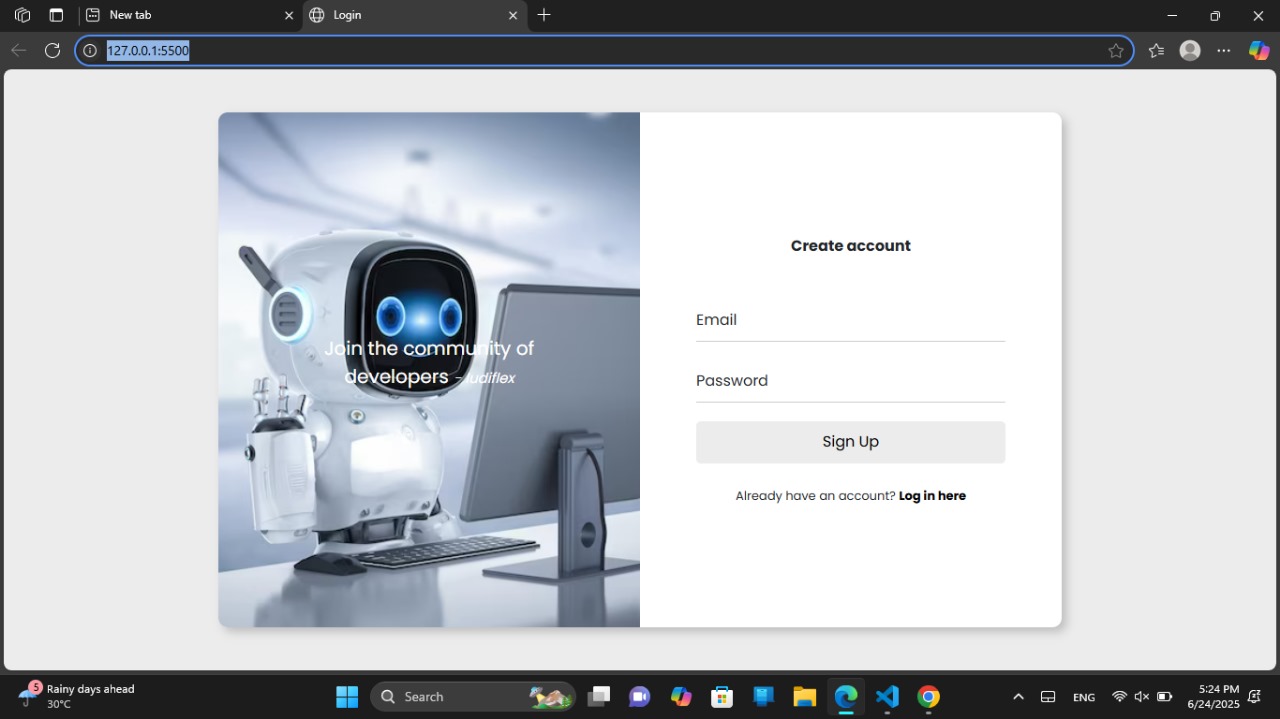 New tab
Login
127.0.0.1:5500
Create account
Email
Join the community of
developers - ludiflex
Password
Sign Up
Already have an account? Log in here
5
Rainy days ahead
30°C
Search
ENG
5:24 PM
6/24/2025